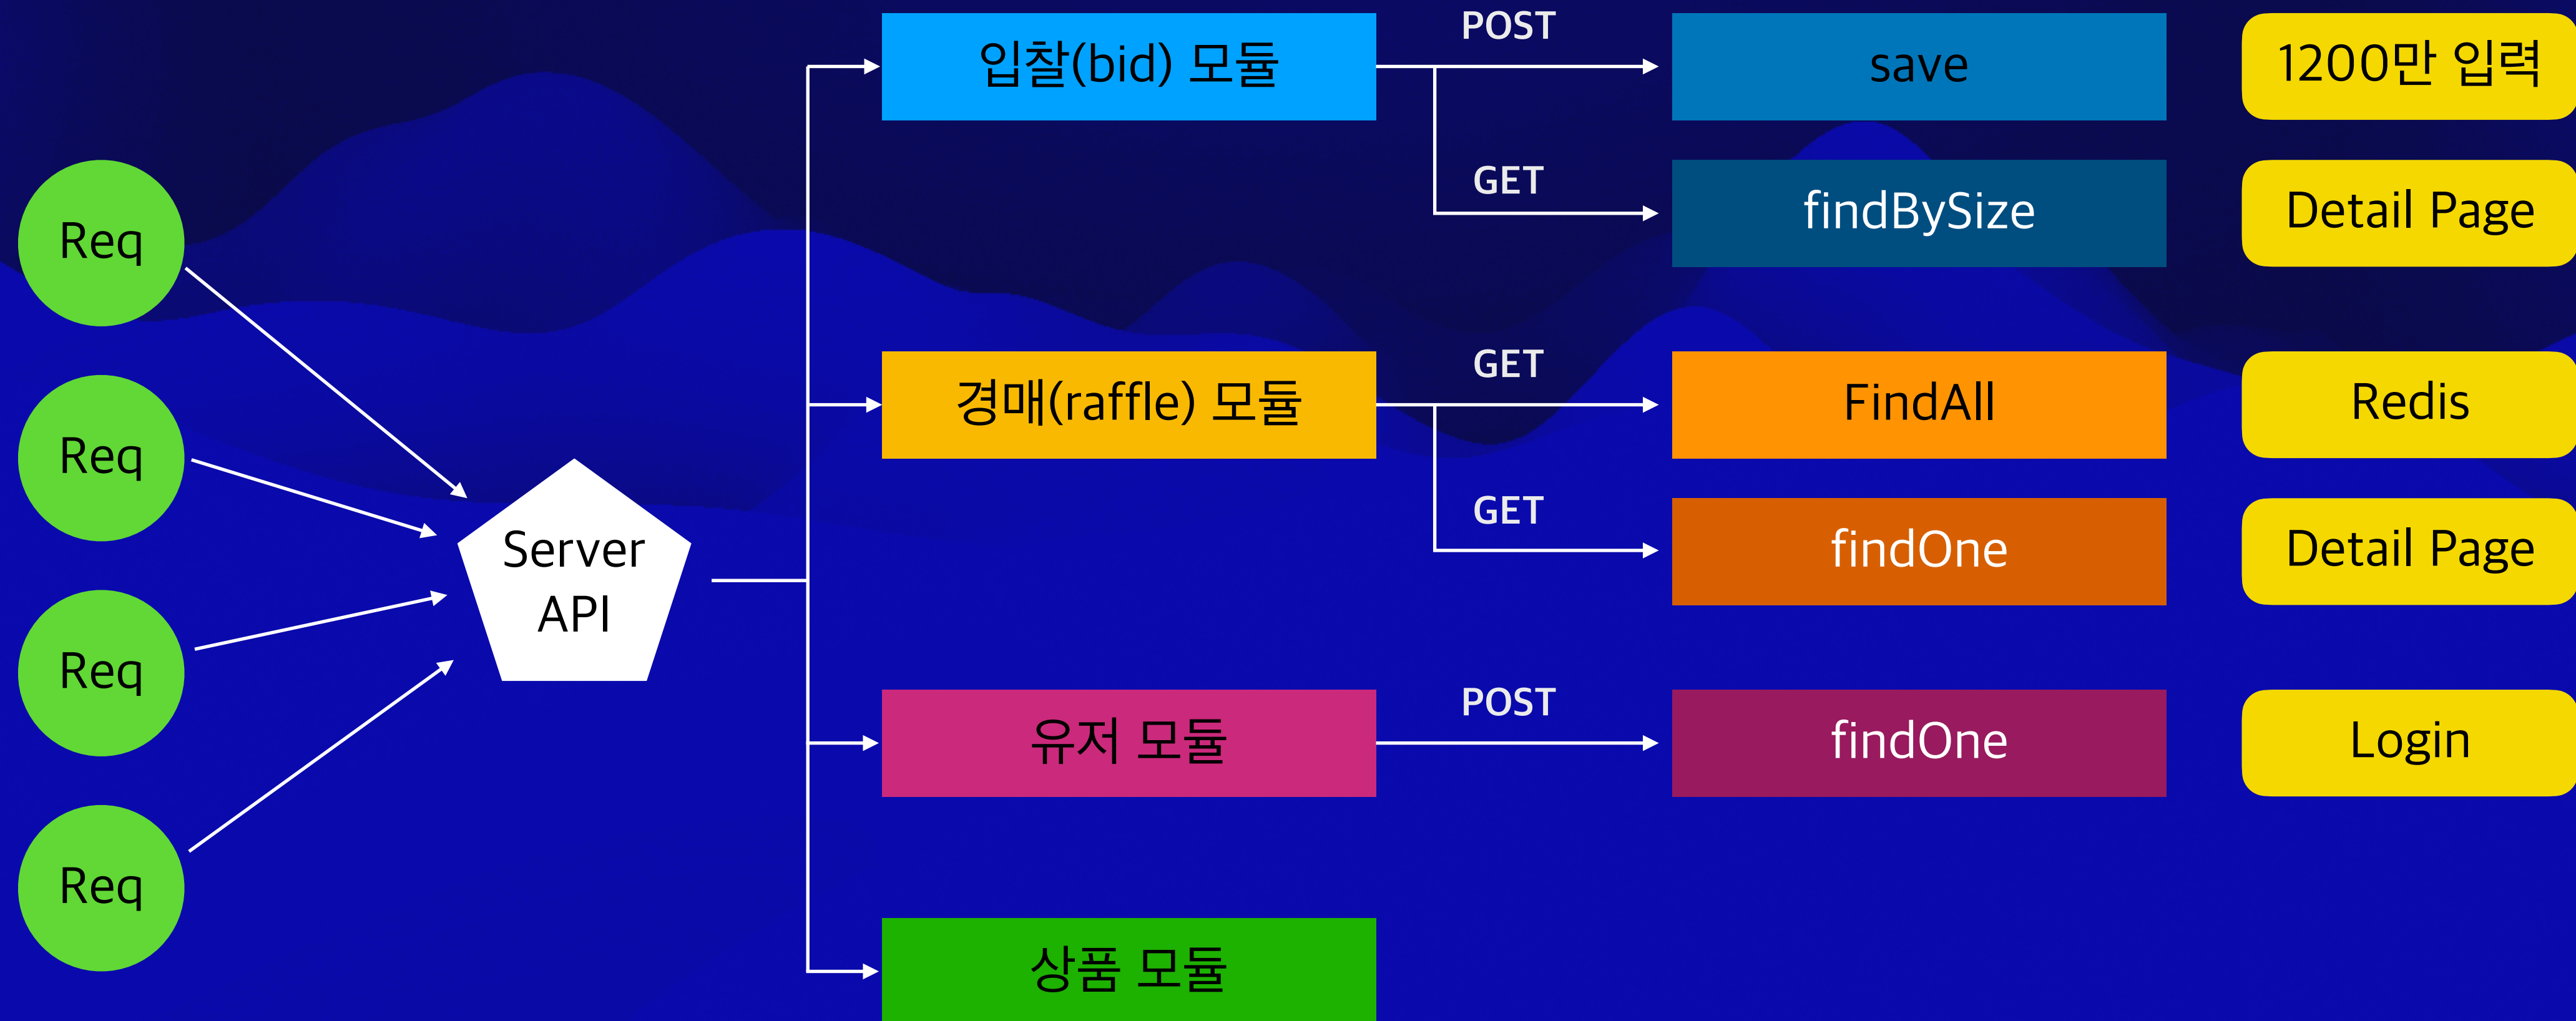 입찰(bid) 모듈
POST
save
1200만 입력
GET
findBySize
Detail Page
Req
Req
Req
Req
Server
API
경매(raffle) 모듈
GET
FindAll
Redis
GET
findOne
Detail Page
유저 모듈
POST
findOne
Login
상품 모듈